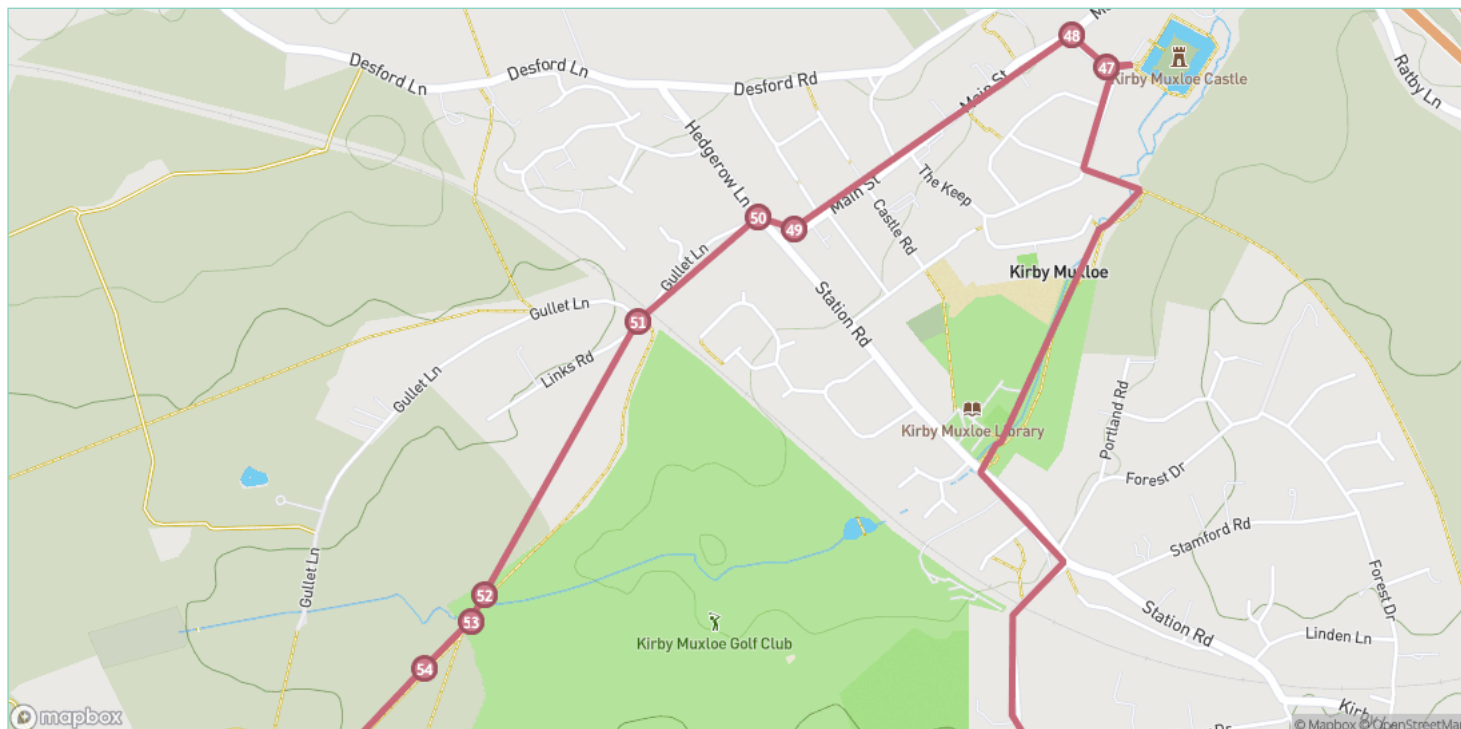 Desford Ln
Desford Ln
Desford Rd
48
47
Kirby Muxloe Castle
Ratby Ln
Main St
Hedgerow Ln
The Keep
Main St
Castle Rd
50
49
Gullet Ln
Kirby Muxloe
Station Rd
Gullet Ln
51
Links Rd
Gullet Ln
Portland Rd
Kirby Muxloe Library
Forest Dr
Stamford Rd
Gullet Ln
Forest Dr
52
53
Station Rd
Linden Ln
Kirby Muxloe Golf Club
54
mapbox
© Mapbox © OpenStreetMap